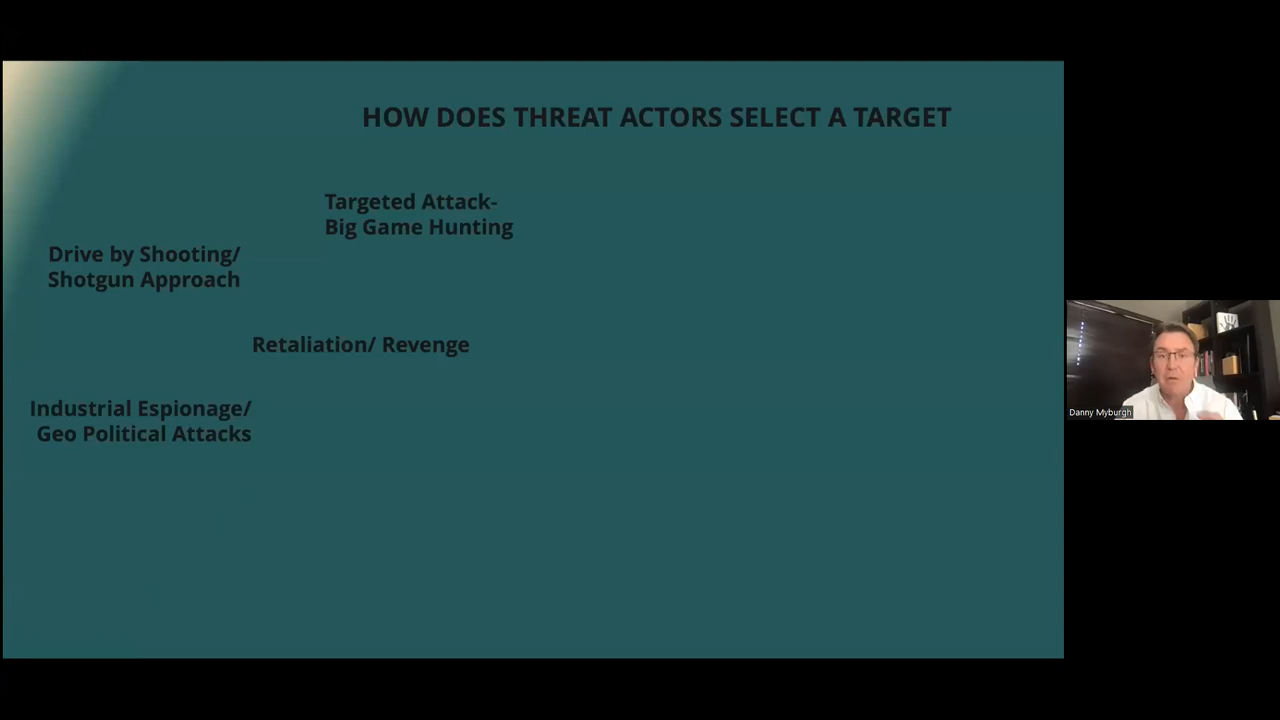 HOW DOES THREAT ACTORS SELECT A TARGET
Targeted Attack-
Big Game Hunting
Drive by Shooting/
Shotgun Approach
Retaliation/ Revenge
Industrial Espionage/
Geo Political Attacks
Danny Myburgh